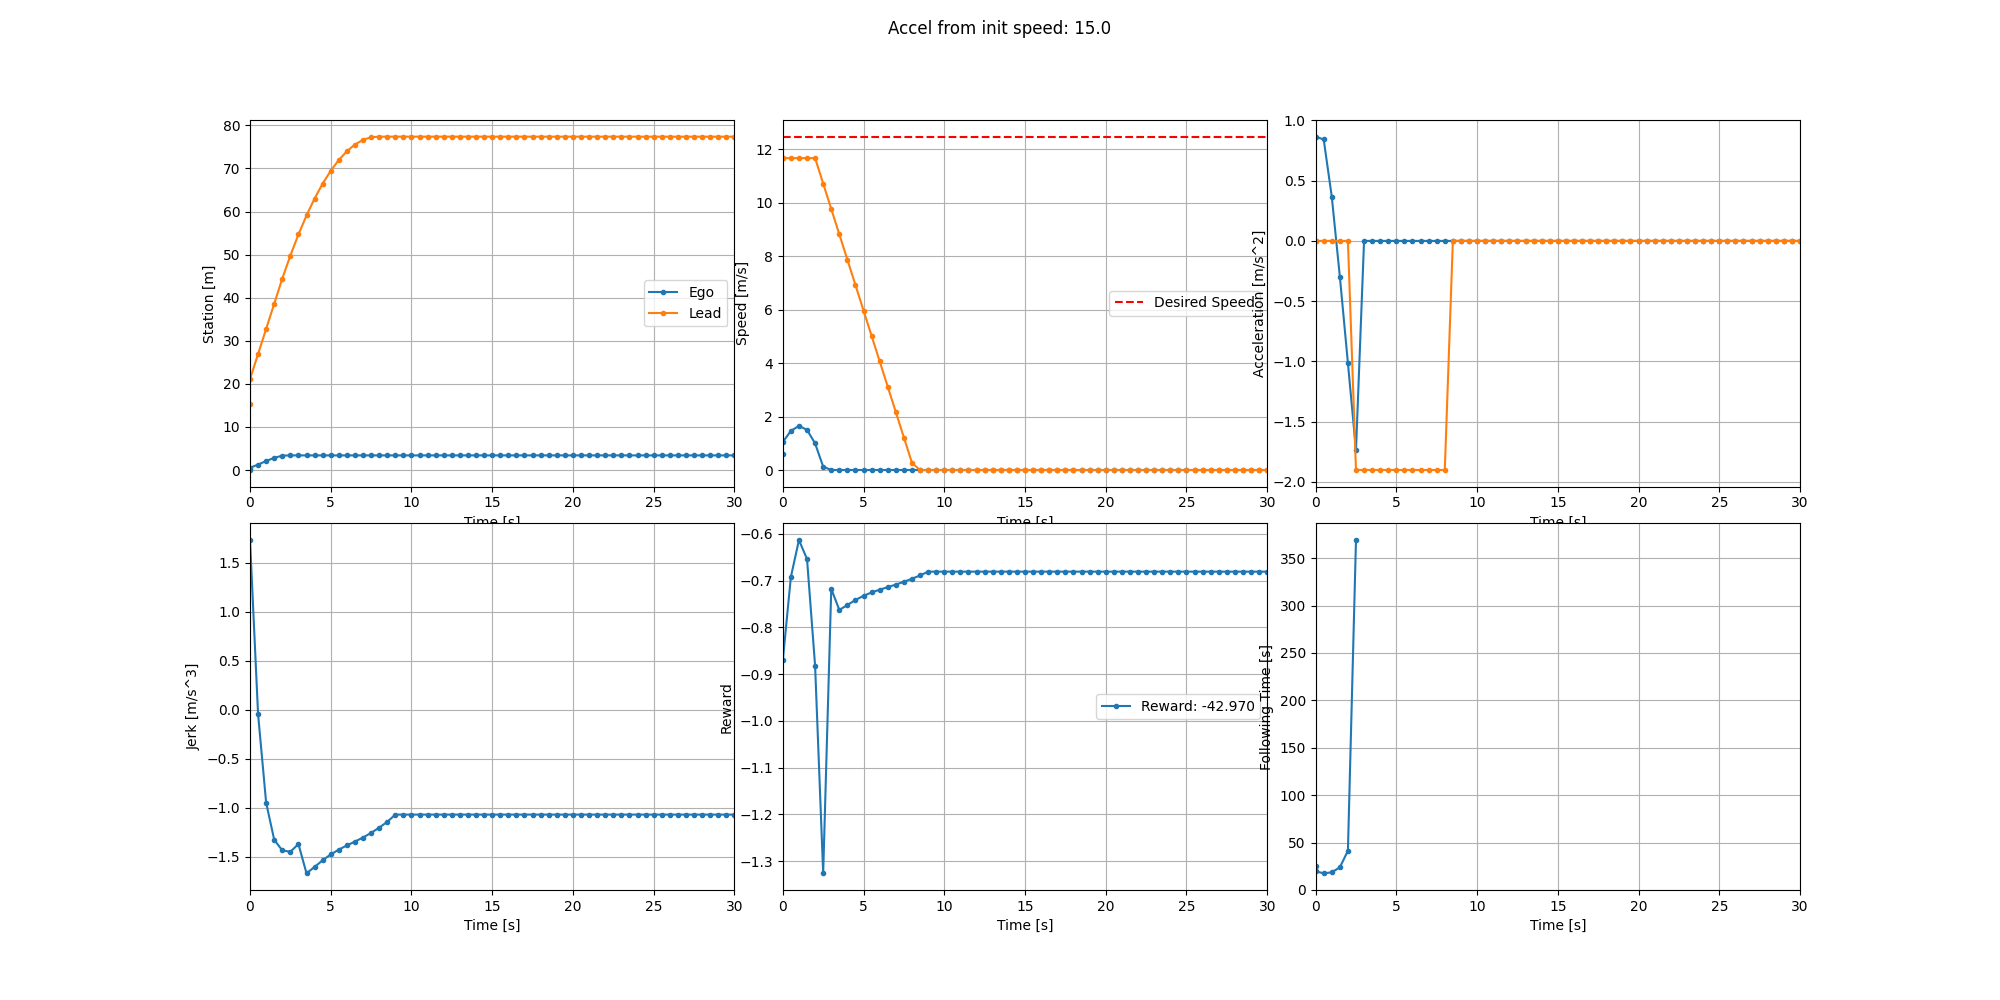 Accel from init speed: 15.0
80
70
60
50
40
30
20
10
0
Station [m]
Ego
Lead
0 5 10 15 20 25 30
Time [s]
12
10
8
6
4
2
0
Speed [m/s]
Desired Speed
0 5 10 15 20 25 30
Time [s]
1.0
0.5
0.0
−0.5
−1.0
−1.5
−2.0
Acceleration [m/s^2]
0 5 10 15 20 25 30
Time [s]
1.5
1.0
0.5
0.0
−0.5
−1.0
−1.5
Jerk [m/s^3]
0 5 10 15 20 25 30
Time [s]
−0.6
−0.7
−0.8
−0.9
−1.0
−1.1
−1.2
−1.3
Reward
Reward: -42.970
0 5 10 15 20 25 30
Time [s]
350
300
250
200
150
100
50
0
Following Time [s]
0 5 10 15 20 25 30
Time [s]